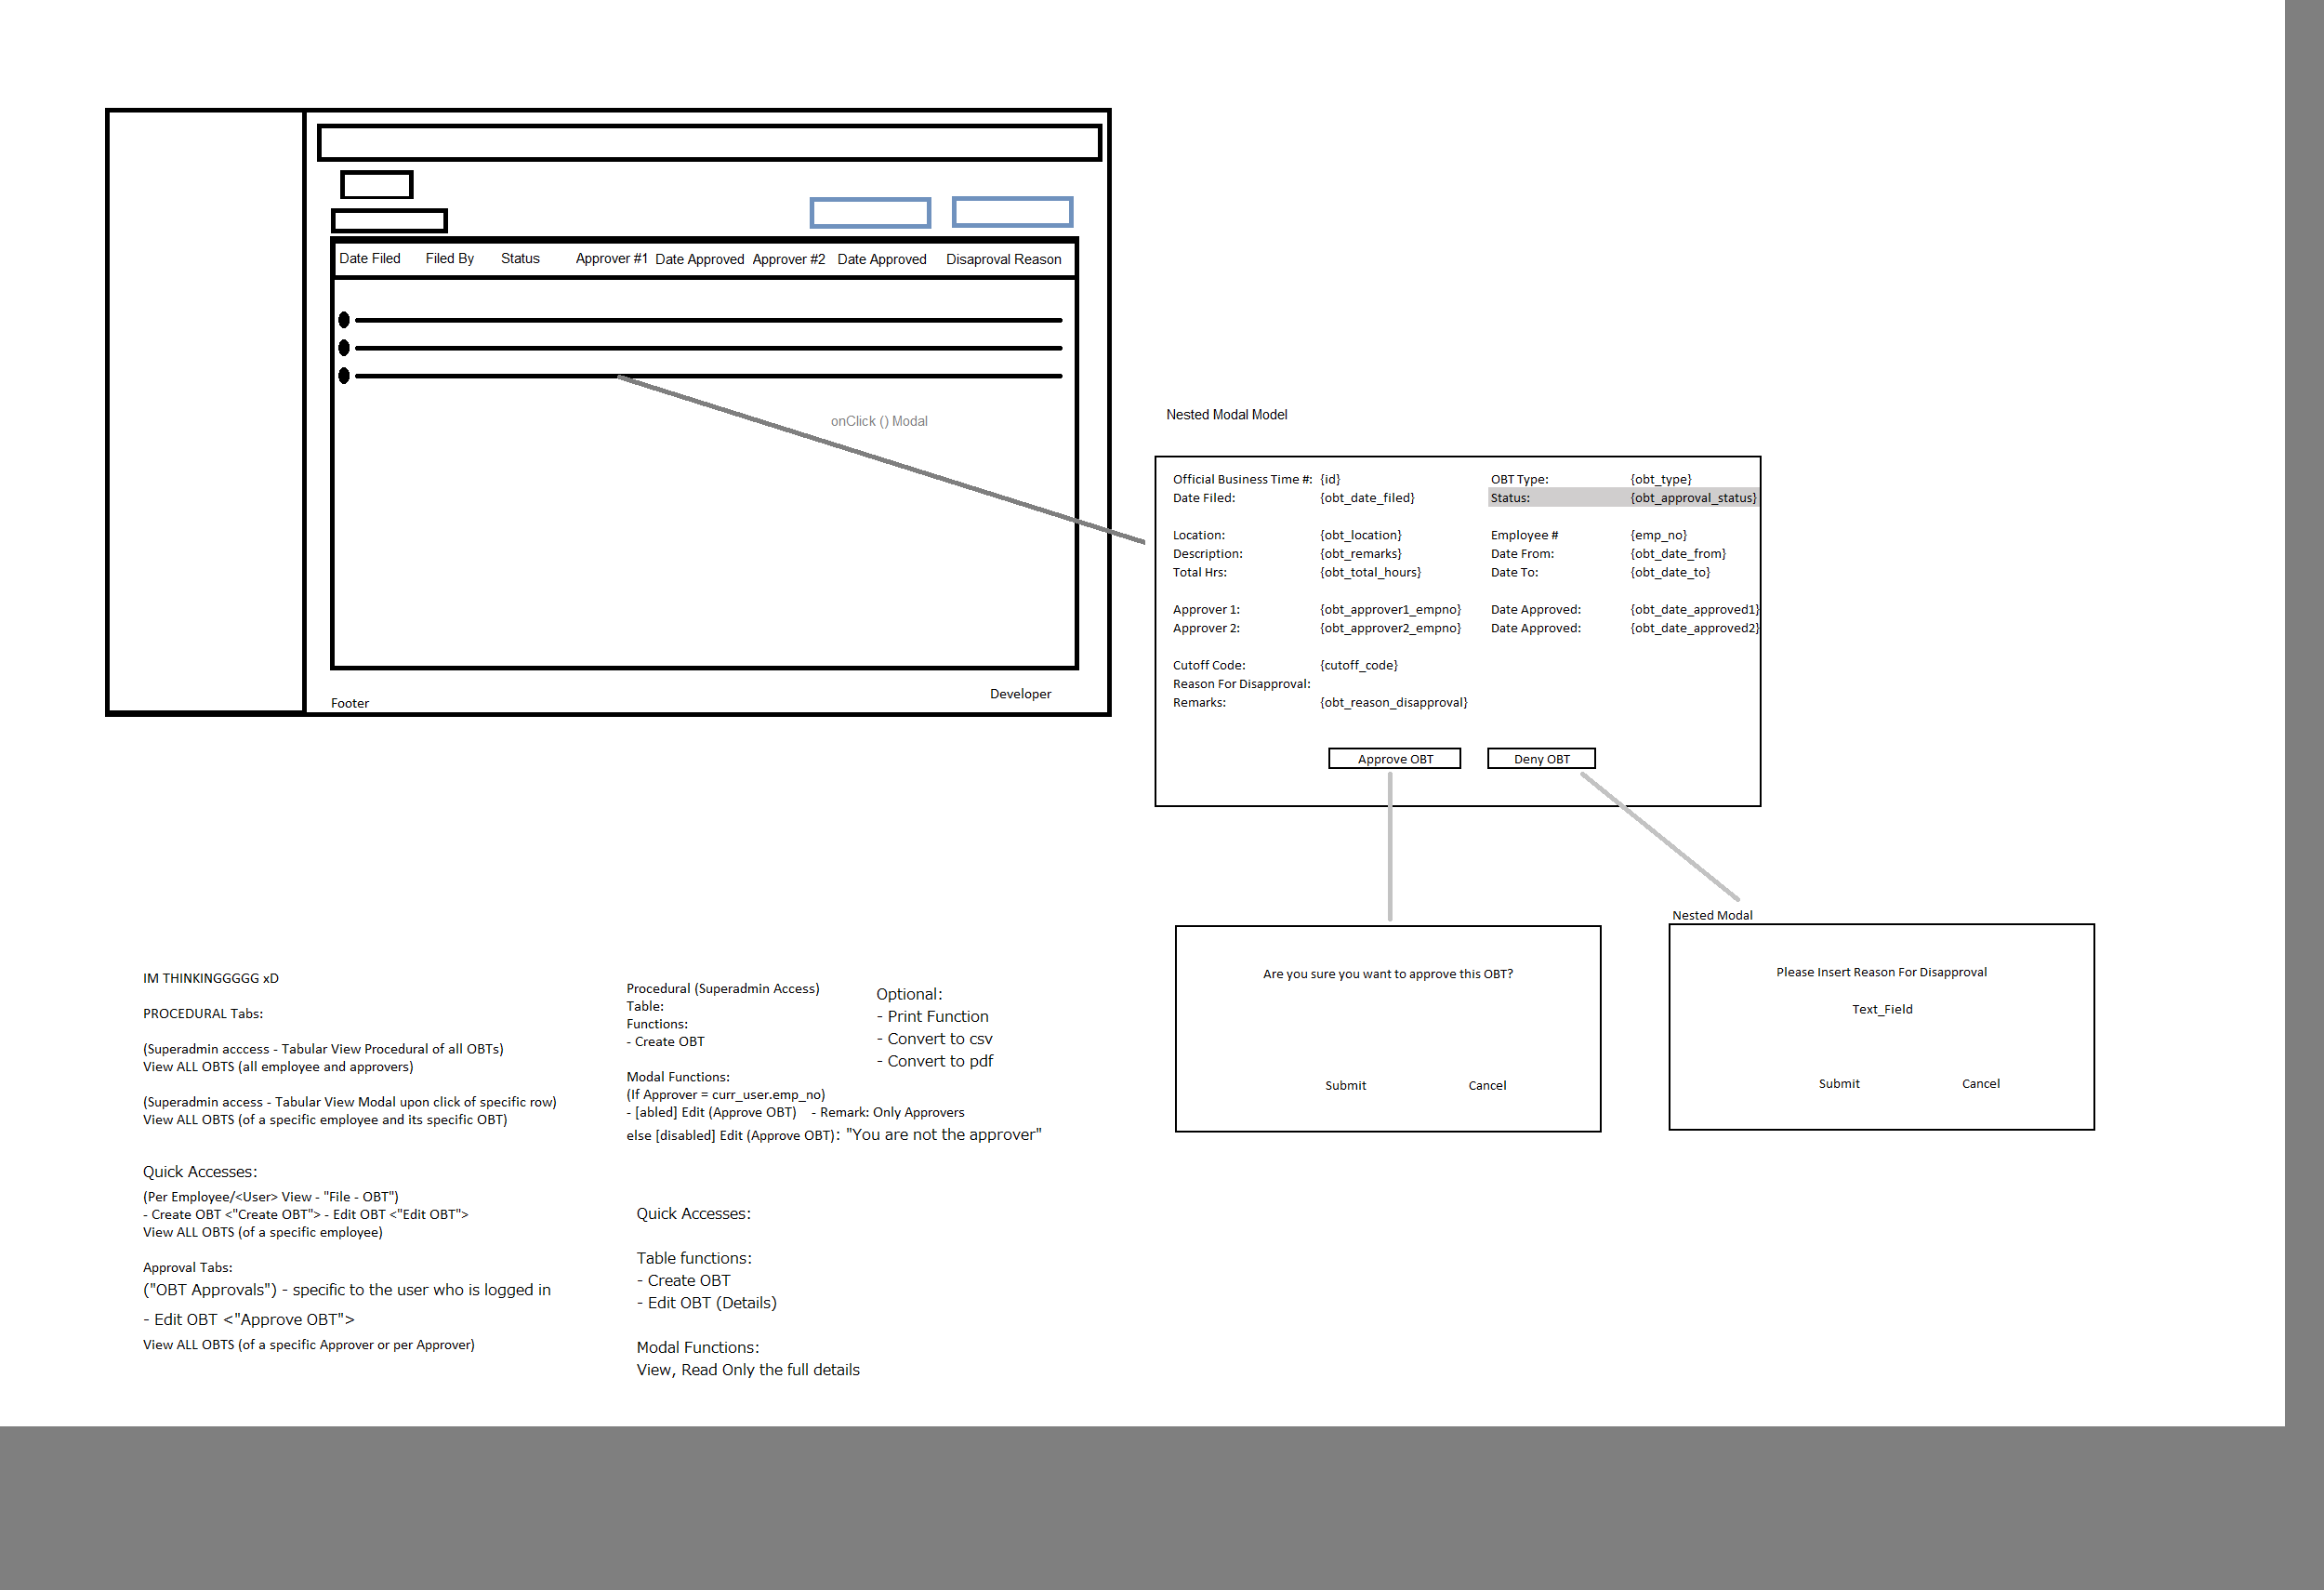 Date Filed Filed By Status Approver #1 Date Approved Approver #2 Date Approved Disaproval Reason
onClick () Modal
Footer
Developer
Nested Modal Model
Official Business Time #: {id} OBT Type: {obt_type}
Date Filed: {obt_date_filed} Status: {obt_approval_status}
Location: {obt_location} Employee # {emp_no}
Description: {obt_remarks} Date From: {obt_date_from}
Total Hrs: {obt_total_hours} Date To: {obt_date_to}
Approver 1: {obt_approver1_empno} Date Approved: {obt_date_approved1}
Approver 2: {obt_approver2_empno} Date Approved: {obt_date_approved2}
Cutoff Code: {cutoff_code}
Reason For Disapproval:
Remarks: {obt_reason_disapproval}
Approve OBT Deny OBT
Are you sure you want to approve this OBT?
Submit Cancel
Nested Modal
Please Insert Reason For Disapproval
Text_Field
Submit Cancel
IM THINKINGGGGG xD
PROCEDURAL Tabs:
(Superadmin acccess - Tabular View Procedural of all OBTs)
View ALL OBTS (all employee and approvers)
(Superadmin access - Tabular View Modal upon click of specific row)
View ALL OBTS (of a specific employee and its specific OBT)
Quick Accesses:
(Per Employee/<User> View - "File - OBT")
- Create OBT <"Create OBT"> - Edit OBT <"Edit OBT">
View ALL OBTS (of a specific employee)
Approval Tabs:
("OBT Approvals") - specific to the user who is logged in
- Edit OBT <"Approve OBT">
View ALL OBTS (of a specific Approver or per Approver)
Procedural (Superadmin Access)
Table:
Functions:
- Create OBT
Modal Functions:
(If Approver = curr_user.emp_no)
- [abled] Edit (Approve OBT) - Remark: Only Approvers
else [disabled] Edit (Approve OBT): "You are not the approver"
Optional:
- Print Function
- Convert to csv
- Convert to pdf
Quick Accesses:
Table functions:
- Create OBT
- Edit OBT (Details)
Modal Functions:
View, Read Only the full details